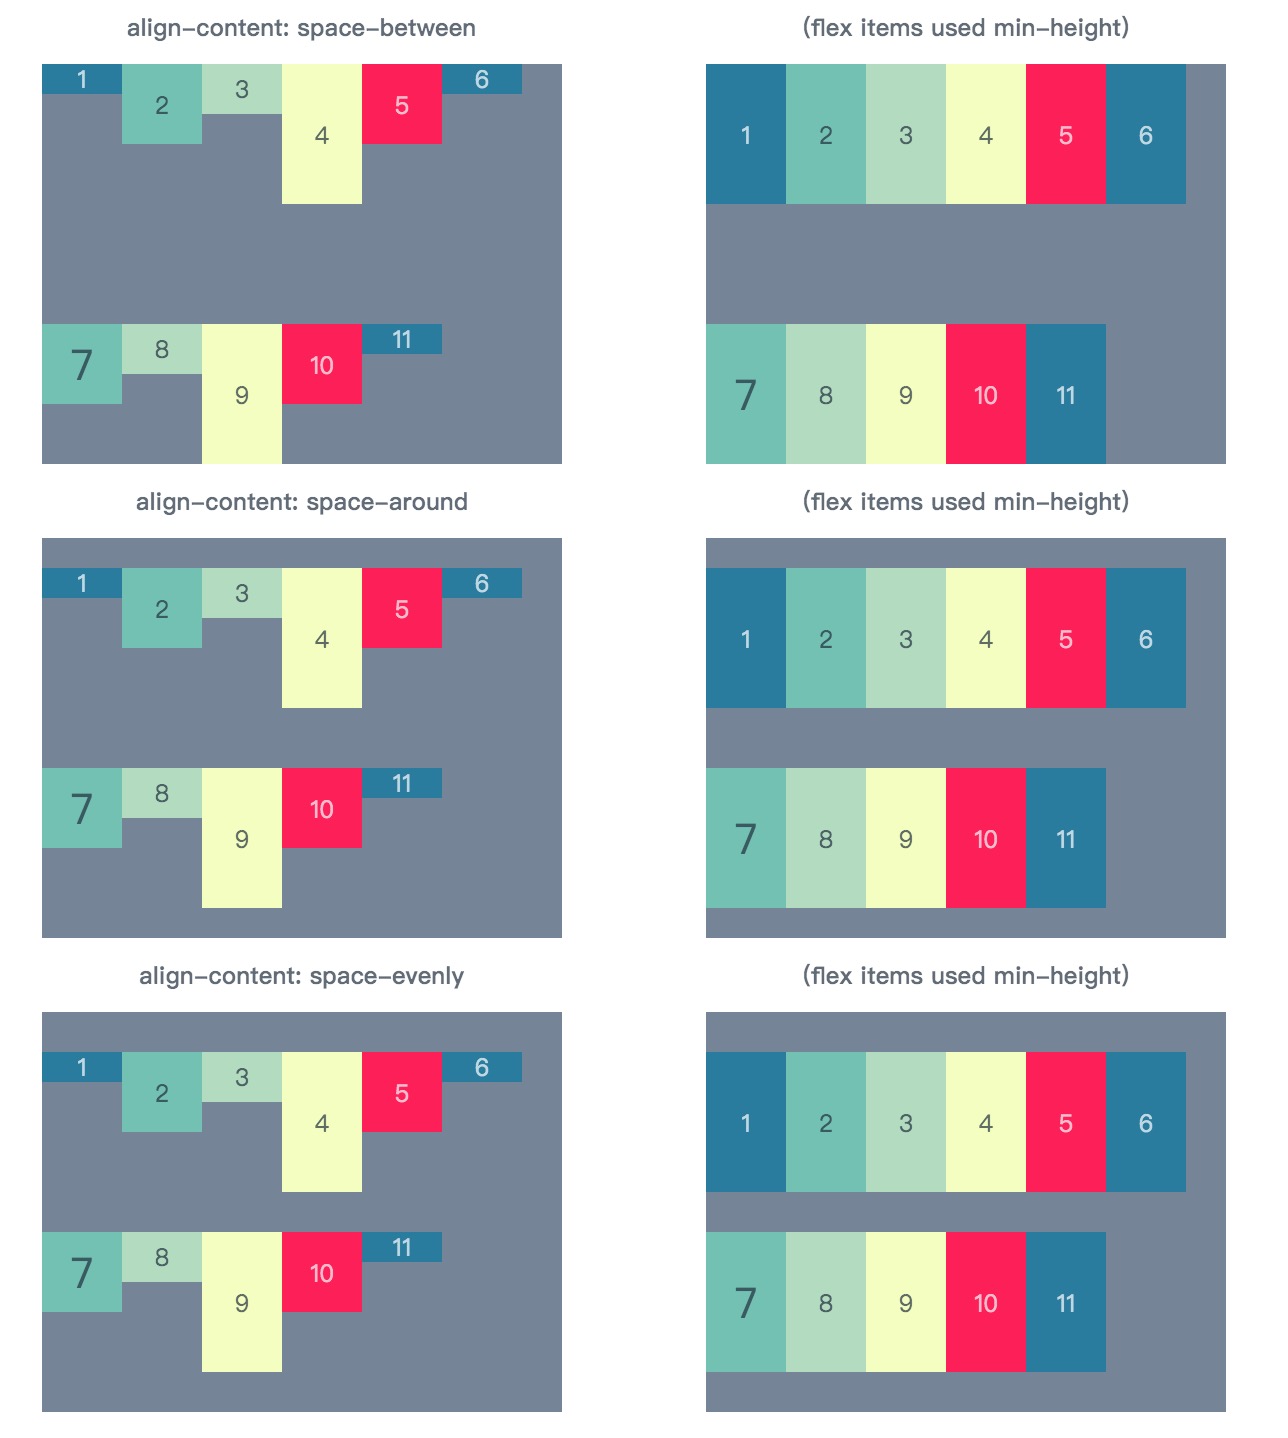 align-content: space-between
(flex items used min-height)
1 2 3 4 5 6
1 2 3 4 5 6
7 8 9 10 11
7 8 9 10 11
align-content: space-around
(flex items used min-height)
1 2 3 4 5 6
1 2 3 4 5 6
7 8 9 10 11
7 8 9 10 11
align-content: space-evenly
(flex items used min-height)
1 2 3 4 5 6
1 2 3 4 5 6
7 8 9 10 11
7 8 9 10 11